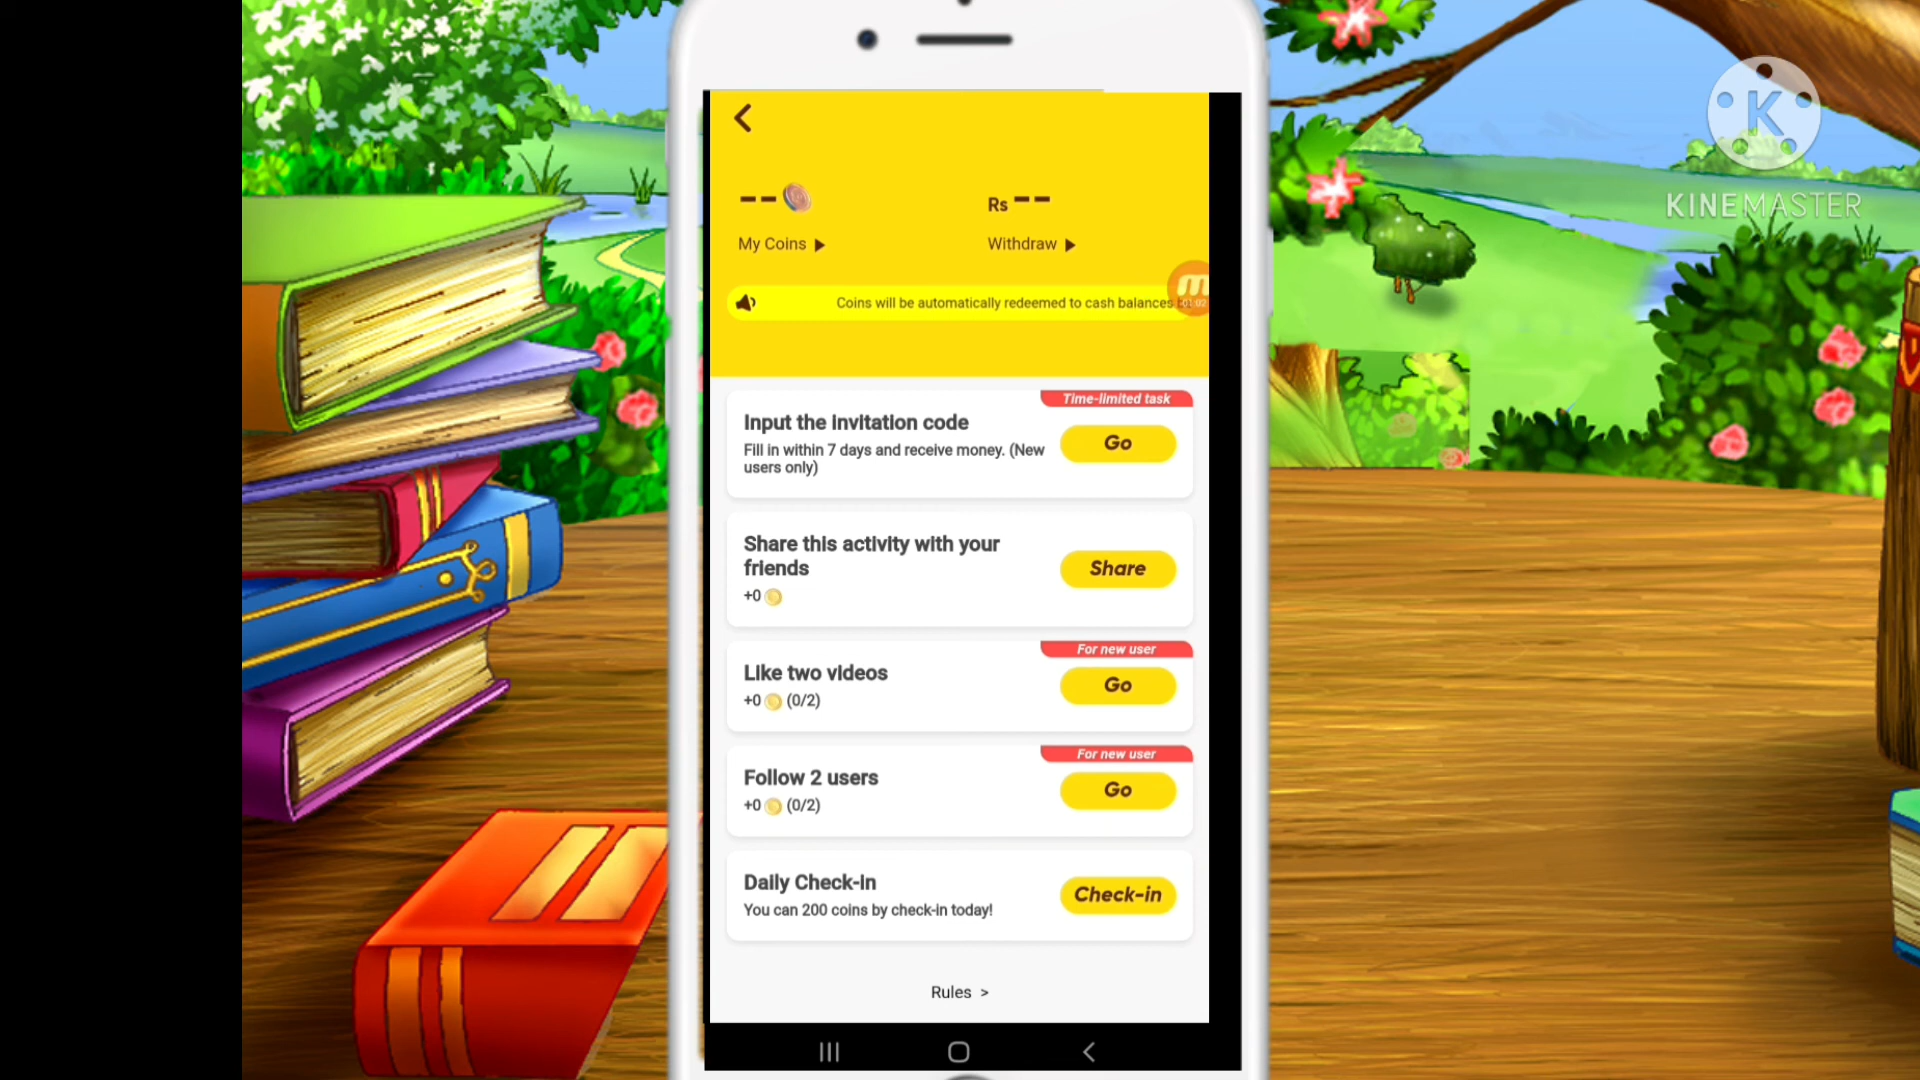 K
KINEMASTER
--
Rs --
My Coins
Withdraw
Coins will be automatically redeemed to cash balances
01:02
Time-limited task
Input the invitation code
Fill in within 7 days and receive money. (New
users only)
Go
Share this activity with your
friends
+0
Share
For new user
Like two videos
+0 (0/2)
Go
For new user
Follow 2 users
+0 (0/2)
Go
Daily Check-in
You can 200 coins by check-in today!
Check-in
Rules >